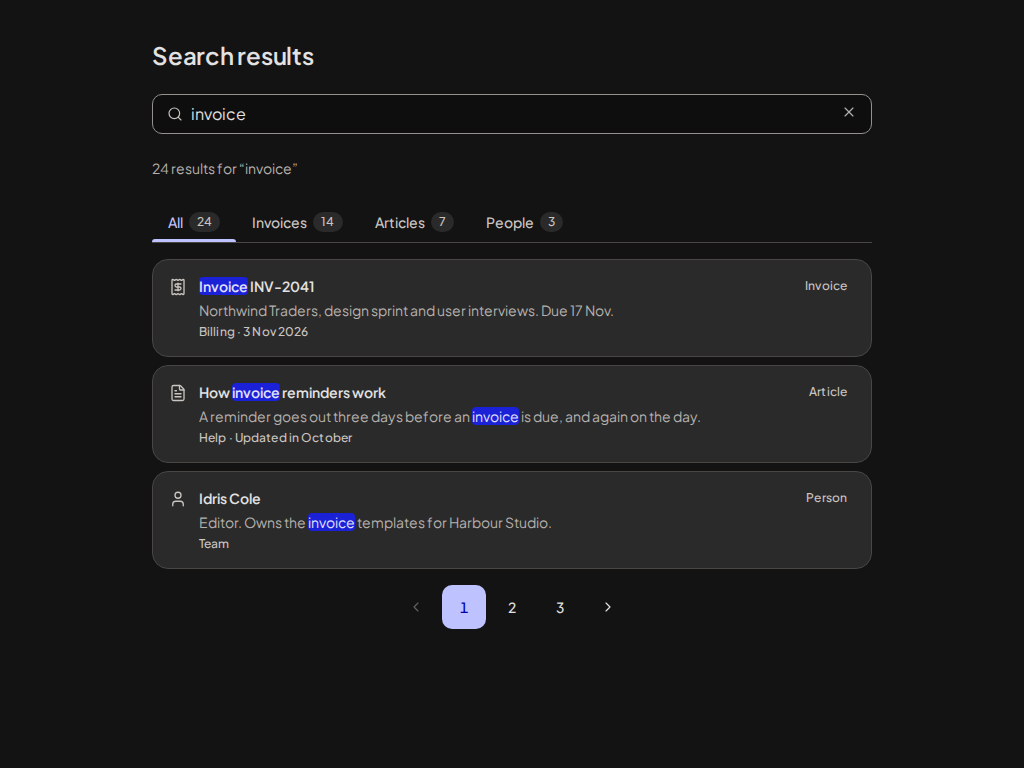 Search results
invoice
24 results for “invoice”
All 24 Invoices 14 Articles 7 People 3
Invoice INV-2041 Invoice
Northwind Traders, design sprint and user interviews. Due 17 Nov.
Billing · 3 Nov 2026
How invoice reminders work Article
A reminder goes out three days before an invoice is due, and again on the day.
Help · Updated in October
Idris Cole Person
Editor. Owns the invoice templates for Harbour Studio.
Team
1 2 3